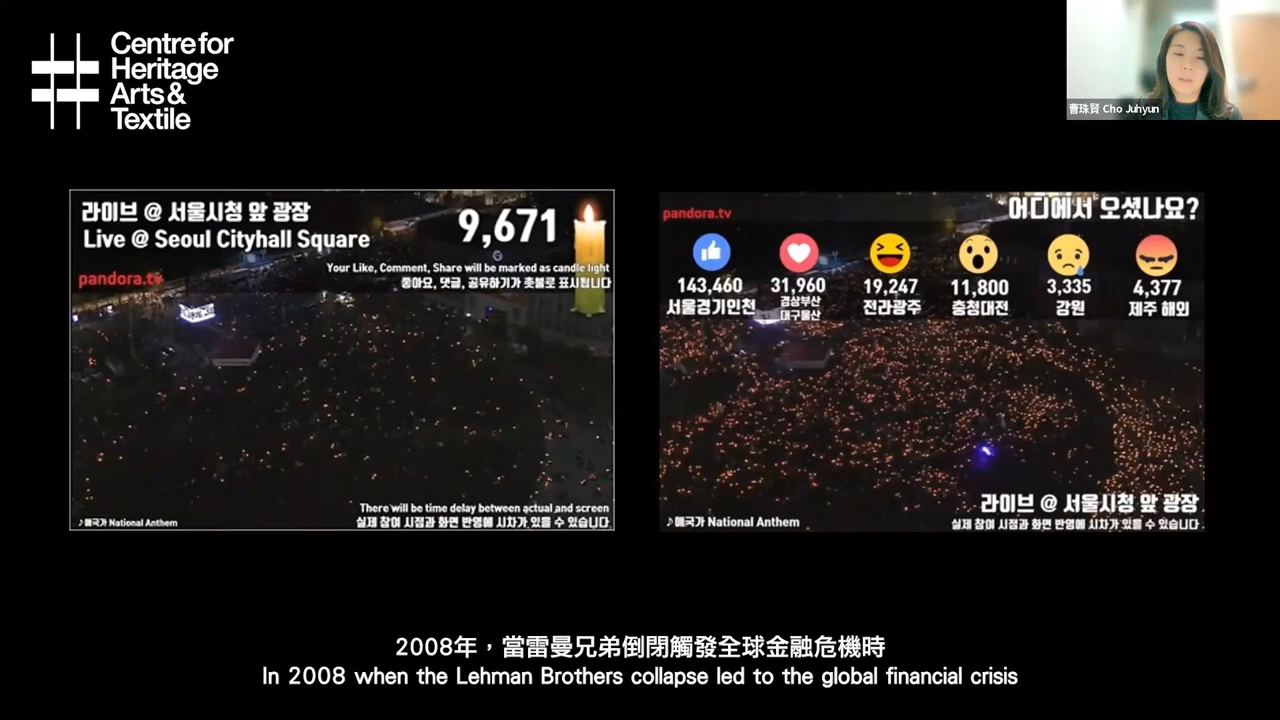 Centre for
Heritage
Arts &
Textile
曹珠賢 Cho Juhyun
라이브 @ 서울시청 앞 광장
Live @ Seoul Cityhall Square
9,671
pandora.tv
Your Like, Comment, Share will be marked as candle light
좋아요, 댓글, 공유하기가 촛불로 표시됩니다
There will be time delay between actual and screen
♪애국가 National Anthem
실제 참여 시점과 화면 반영에 시차가 있을 수 있습니다
pandora.tv
어디에서 오셨나요?
143,460
31,960
19,247
11,800
3,335
4,377
서울경기인천
경상부산
대구울산
전라광주
충청대전
강원
제주 해외
라이브 @ 서울시청 앞 광장
♪애국가 National Anthem
실제 참여 시점과 화면 반영에 시차가 있을 수 있습니다
2008年，當雷曼兄弟倒閉觸發全球金融危機時
In 2008 when the Lehman Brothers collapse led to the global financial crisis